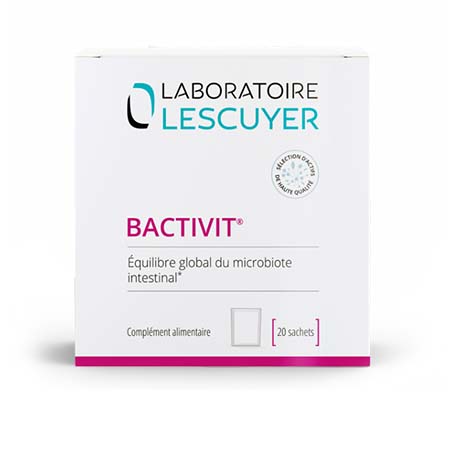 LABORATOIRE
LESCUYER
SÉLECTION D'ACTIFS
DE HAUTE QUALITÉ
BACTIVIT®
Équilibre global du microbiote
intestinal*
Complément alimentaire
[20 sachets]